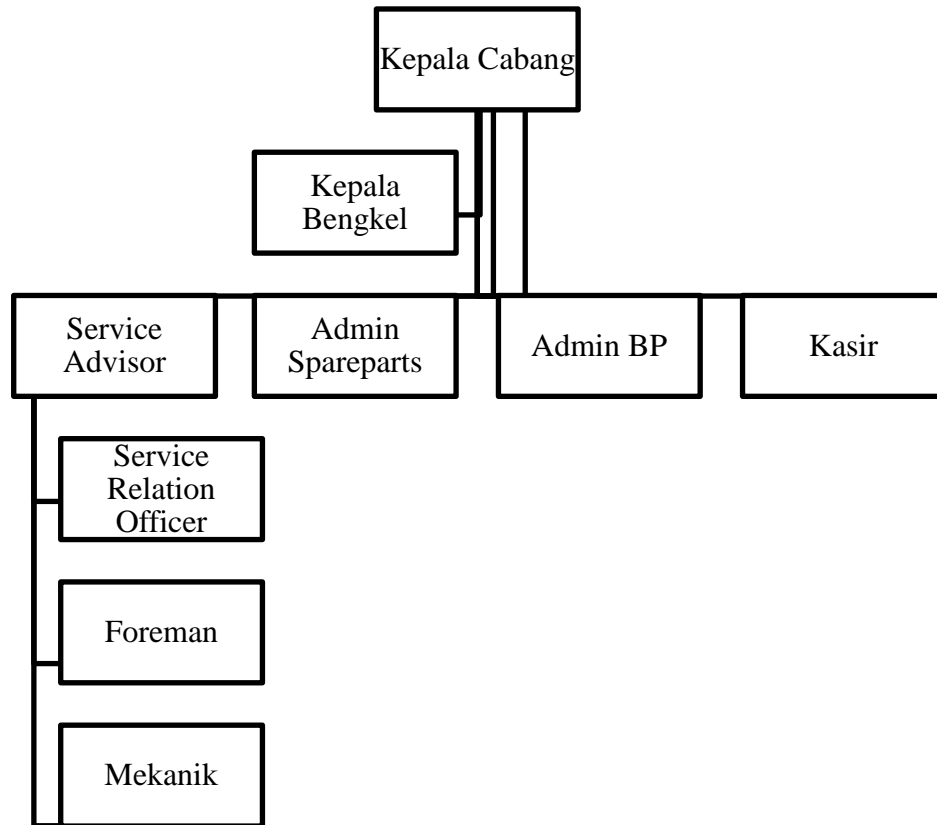 Kepala Cabang
Kepala
Bengkel
Service
Advisor
Admin
Spareparts
Admin BP
Kasir
Service
Relation
Officer
Foreman
Mekanik